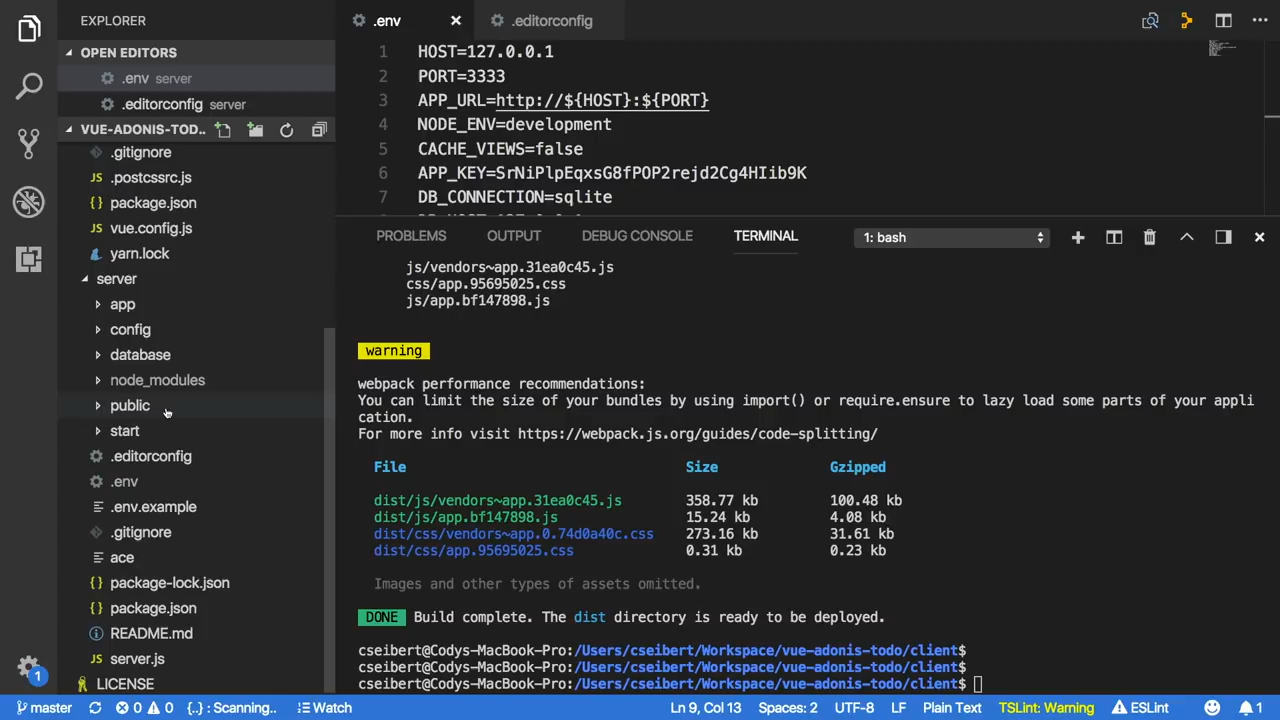 EXPLORER
OPEN EDITORS
.env server
.editorconfig server
VUE-ADONIS-TOD..
.gitignore
JS .postcssrc.js
{} package.json
JS vue.config.js
yarn.lock
server
app
config
database
node_modules
public
start
.editorconfig
.env
.env.example
.gitignore
ace
{} package-lock.json
{} package.json
README.md
JS server.js
LICENSE
.env
.editorconfig
1 HOST=127.0.0.1
2 PORT=3333
3 APP_URL=http://${HOST}:${PORT}
4 NODE_ENV=development
5 CACHE_VIEWS=false
6 APP_KEY=SrNiPlpEqxsG8fPOP2rejd2Cg4HIib9K
7 DB_CONNECTION=sqlite
PROBLEMS OUTPUT DEBUG CONSOLE TERMINAL 1: bash
js/vendors~app.31ea0c45.js
css/app.95695025.css
js/app.bf147898.js
warning
webpack performance recommendations:
You can limit the size of your bundles by using import() or require.ensure to lazy load some parts of your appli
cation.
For more info visit https://webpack.js.org/guides/code-splitting/
File Size Gzipped
dist/js/vendors~app.31ea0c45.js 358.77 kb 100.48 kb
dist/js/app.bf147898.js 15.24 kb 4.08 kb
dist/css/vendors~app.0.74d0a40c.css 273.16 kb 31.61 kb
dist/css/app.95695025.css 0.31 kb 0.23 kb
Images and other types of assets omitted.
DONE Build complete. The dist directory is ready to be deployed.
cseibert@Codys-MacBook-Pro:/Users/cseibert/Workspace/vue-adonis-todo/client$
cseibert@Codys-MacBook-Pro:/Users/cseibert/Workspace/vue-adonis-todo/client$
cseibert@Codys-MacBook-Pro:/Users/cseibert/Workspace/vue-adonis-todo/client$
1
master 0 0 {..} : Scanning.. Watch Ln 9, Col 13 Spaces: 2 UTF-8 LF Plain Text TSLint: Warning ESLint 1